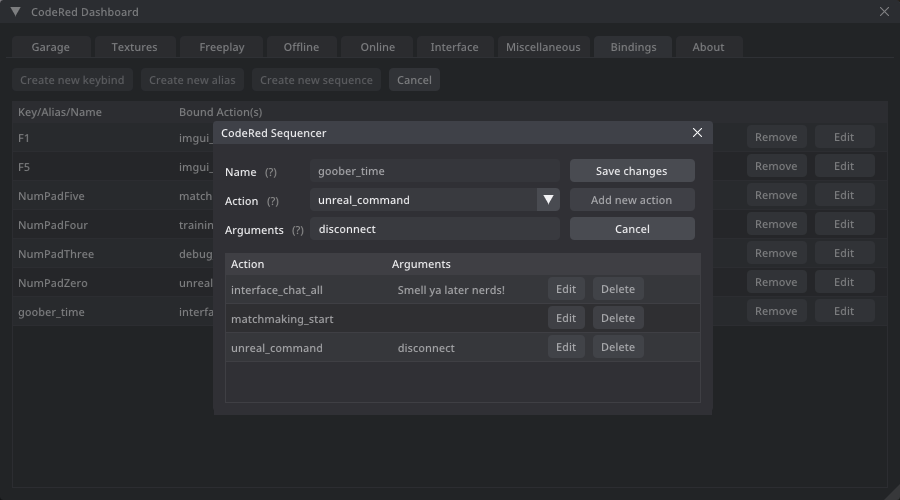 CodeRed Dashboard
Garage Textures Freeplay Offline Online Interface Miscellaneous Bindings About
Create new keybind Create new alias Create new sequence Cancel
Key/Alias/Name Bound Action(s)
F1 imgui_ Remove Edit
F5 imgui_ Remove Edit
NumPadFive match Remove Edit
NumPadFour trainin Remove Edit
NumPadThree debug Remove Edit
NumPadZero unreal Remove Edit
goober_time interfa Remove Edit
CodeRed Sequencer
Name (?) goober_time Save changes
Action (?) unreal_command Add new action
Arguments (?) disconnect Cancel
Action Arguments
interface_chat_all Smell ya later nerds! Edit Delete
matchmaking_start Edit Delete
unreal_command disconnect Edit Delete